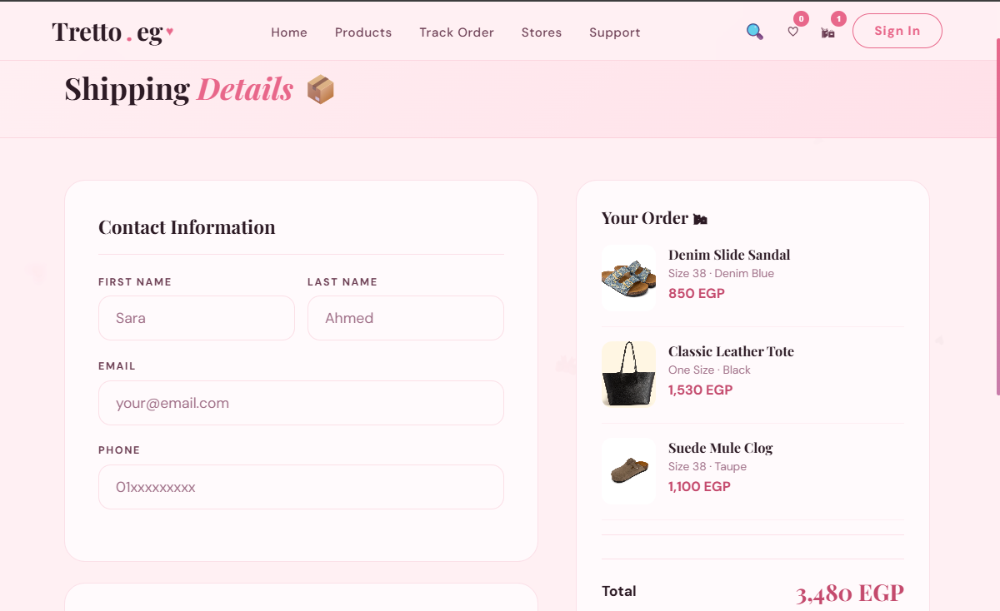 Tretto . eg ♥
Home Products Track Order Stores Support
0
1
Sign In
Shipping Details 📦
Contact Information
FIRST NAME
LAST NAME
Sara
Ahmed
EMAIL
your@email.com
PHONE
01xxxxxxxxx
Your Order
Denim Slide Sandal
Size 38 · Denim Blue
850 EGP
Classic Leather Tote
One Size · Black
1,530 EGP
Suede Mule Clog
Size 38 · Taupe
1,100 EGP
Total
3,480 EGP